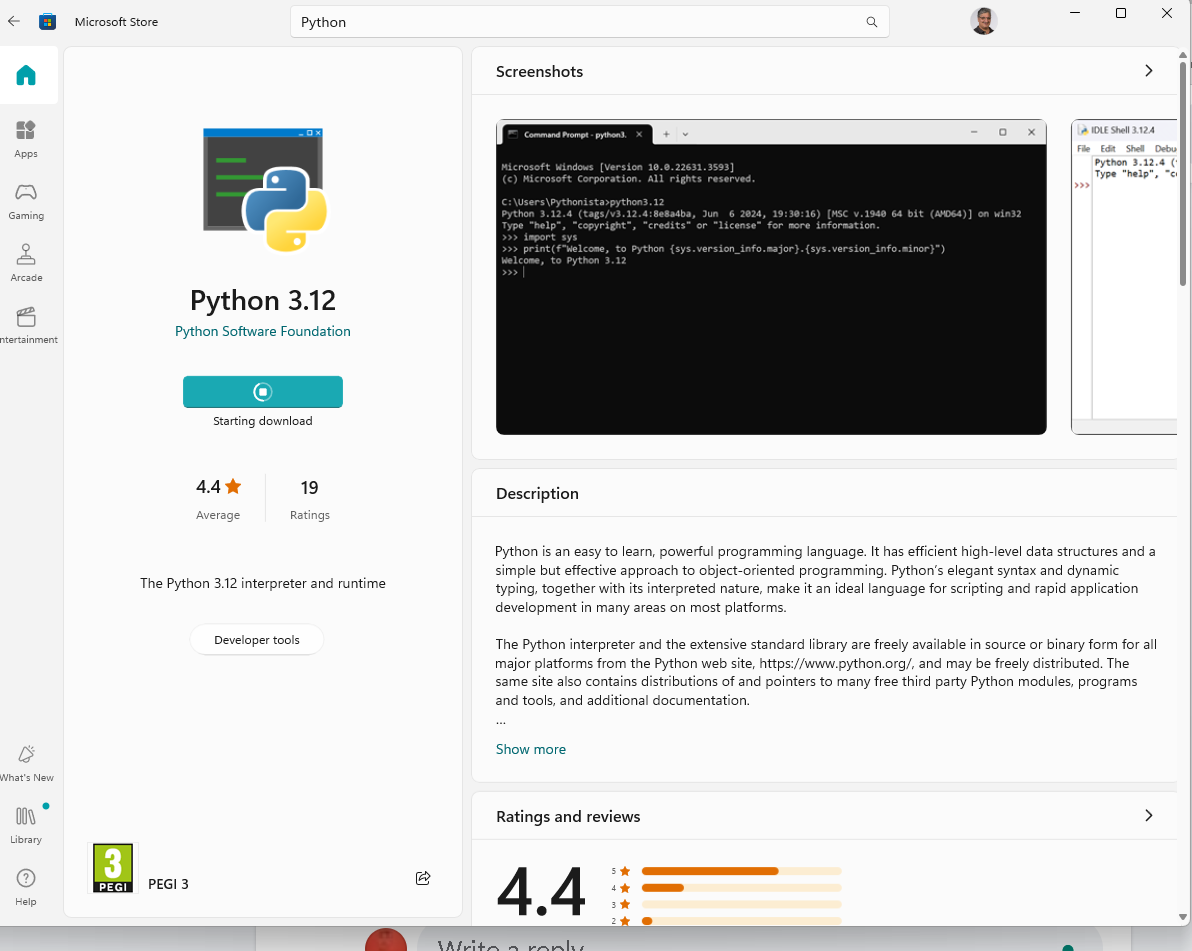 Microsoft Store
Python
Apps
Gaming
Arcade
ntertainment
What's New
Library
Help
Python 3.12
Python Software Foundation
Starting download
4.4
Average
19
Ratings
The Python 3.12 interpreter and runtime
Developer tools
3
PEGI
PEGI 3
Screenshots
Command Prompt - python3.
Microsoft Windows [Version 10.0.22631.3593]
(c) Microsoft Corporation. All rights reserved.
C:\Users\Pythonista>python3.12
Python 3.12.4 (tags/v3.12.4:8e8a4ba, Jun  6 2024, 19:30:16) [MSC v.1940 64 bit (AMD64)] on win32
Type "help", "copyright", "credits" or "license" for more information.
>>> import sys
>>> print(f"Welcome, to Python {sys.version_info.major}.{sys.version_info.minor}")
Welcome, to Python 3.12
>>>
IDLE Shell 3.12.4
File Edit Shell Debu
Python 3.12.4 (
Type "help", "c
>>>
Description
Python is an easy to learn, powerful programming language. It has efficient high-level data structures and a
simple but effective approach to object-oriented programming. Python's elegant syntax and dynamic
typing, together with its interpreted nature, make it an ideal language for scripting and rapid application
development in many areas on most platforms.
The Python interpreter and the extensive standard library are freely available in source or binary form for all
major platforms from the Python web site, https://www.python.org/, and may be freely distributed. The
same site also contains distributions of and pointers to many free third party Python modules, programs
and tools, and additional documentation.
...
Show more
Ratings and reviews
4.4
5
4
3
2
Write a reply